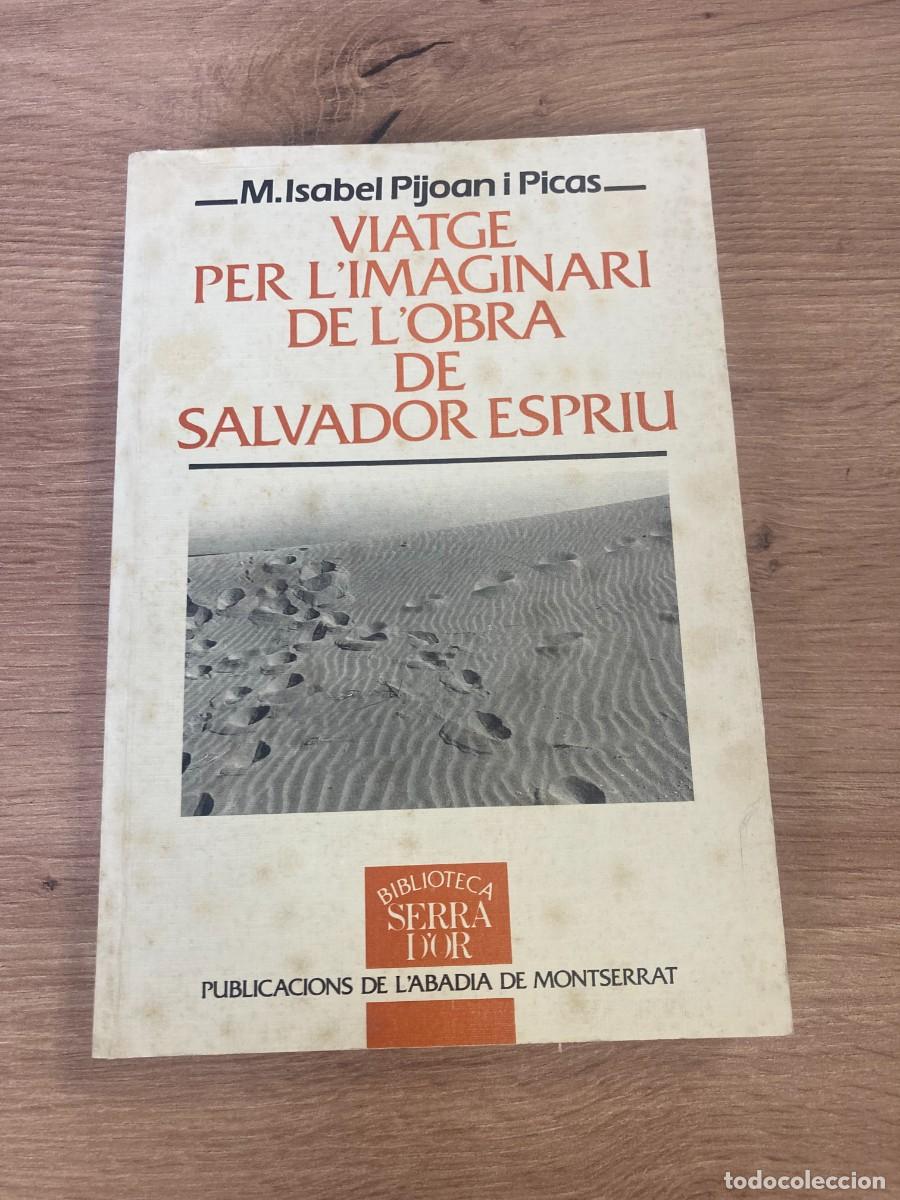 M. Isabel Pijoan i Picas
VIATGE
PER L'IMAGINARI
DE L'OBRA
DE
SALVADOR ESPRIU
BIBLIOTECA
SERRA
D'OR
PUBLICACIONS DE L'ABADIA DE MONTSERRAT
todocoleccion